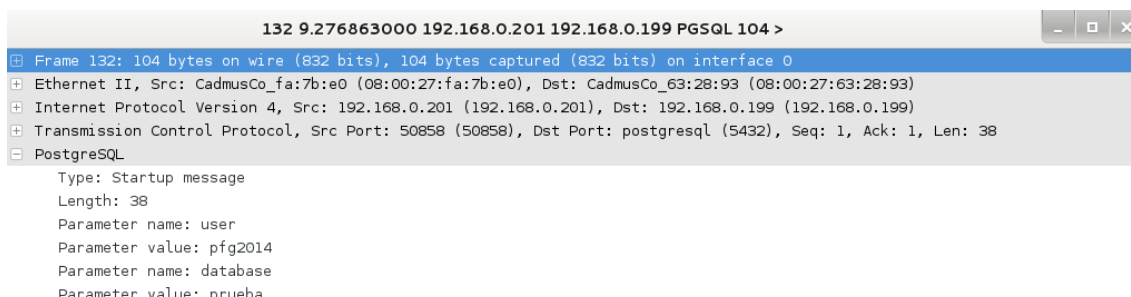 132 9.276863000 192.168.0.201 192.168.0.199 PGSQL 104 >
Frame 132: 104 bytes on wire (832 bits), 104 bytes captured (832 bits) on interface 0
Ethernet II, Src: CadmusCo_fa:7b:e0 (08:00:27:fa:7b:e0), Dst: CadmusCo_63:28:93 (08:00:27:63:28:93)
Internet Protocol Version 4, Src: 192.168.0.201 (192.168.0.201), Dst: 192.168.0.199 (192.168.0.199)
Transmission Control Protocol, Src Port: 50858 (50858), Dst Port: postgresql (5432), Seq: 1, Ack: 1, Len: 38
PostgreSQL
Type: Startup message
Length: 38
Parameter name: user
Parameter value: pfg2014
Parameter name: database
Parameter value: prueba